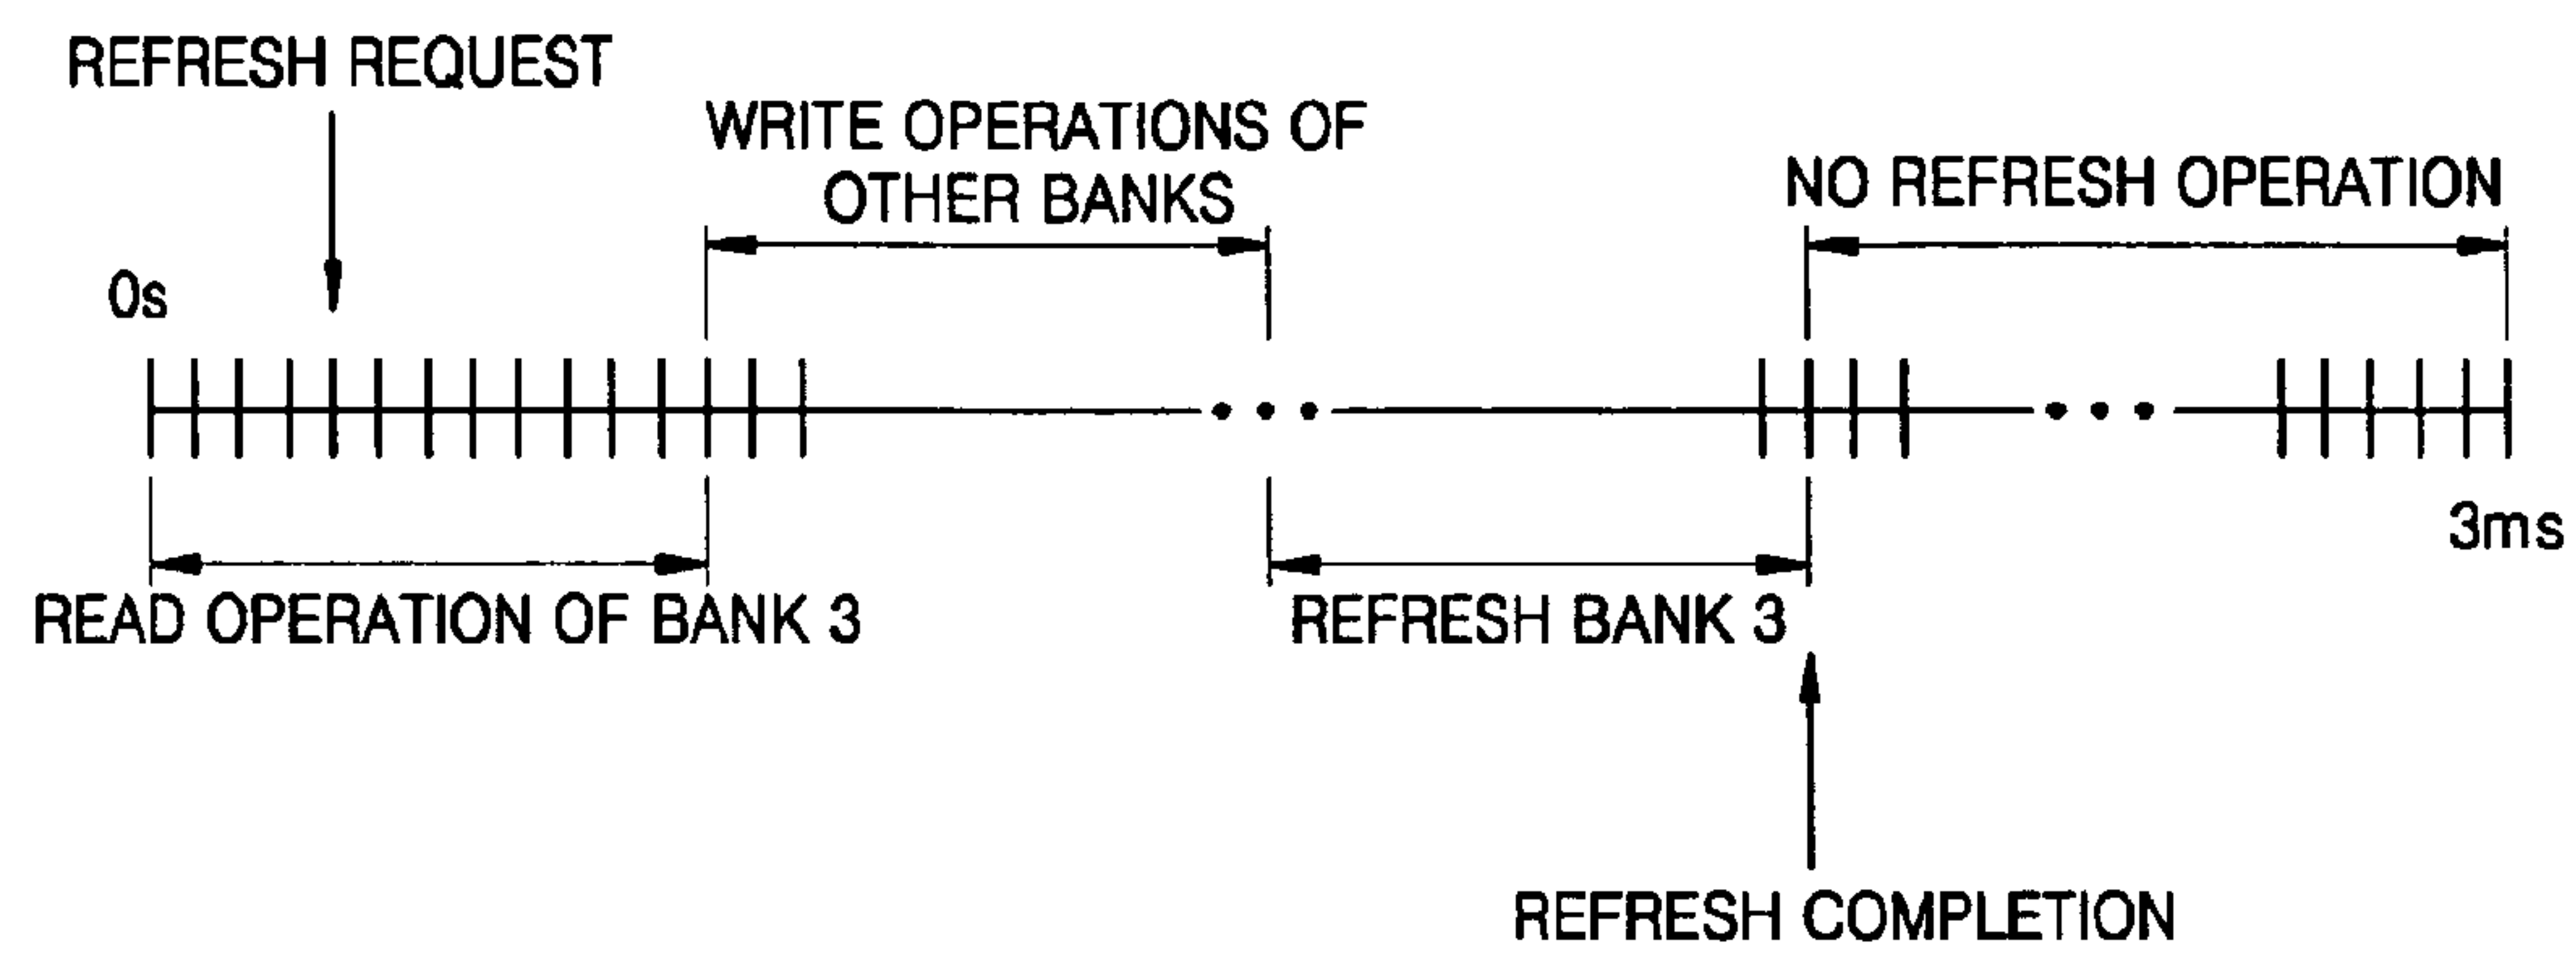 REFRESH REQUEST
WRITE OPERATIONS OF
OTHER BANKS
NO REFRESH OPERATION
0s
3ms
READ OPERATION OF BANK 3
REFRESH BANK 3
REFRESH COMPLETION